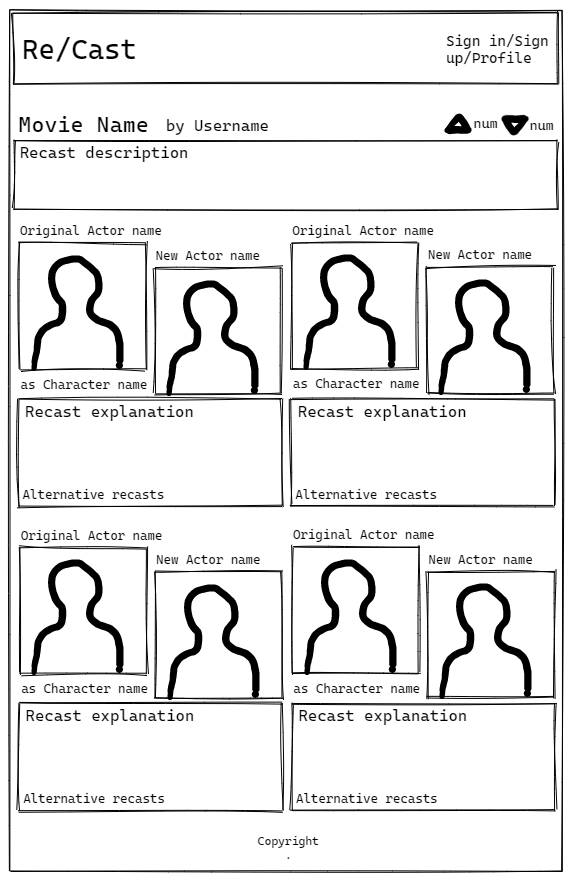 Re/Cast
Sign in/Sign
up/Profile
Movie Name by Username
num num
Recast description
Original Actor name
New Actor name
as Character name
Recast explanation
Alternative recasts
Original Actor name
New Actor name
as Character name
Recast explanation
Alternative recasts
Original Actor name
New Actor name
as Character name
Recast explanation
Alternative recasts
Original Actor name
New Actor name
as Character name
Recast explanation
Alternative recasts
Copyright
.